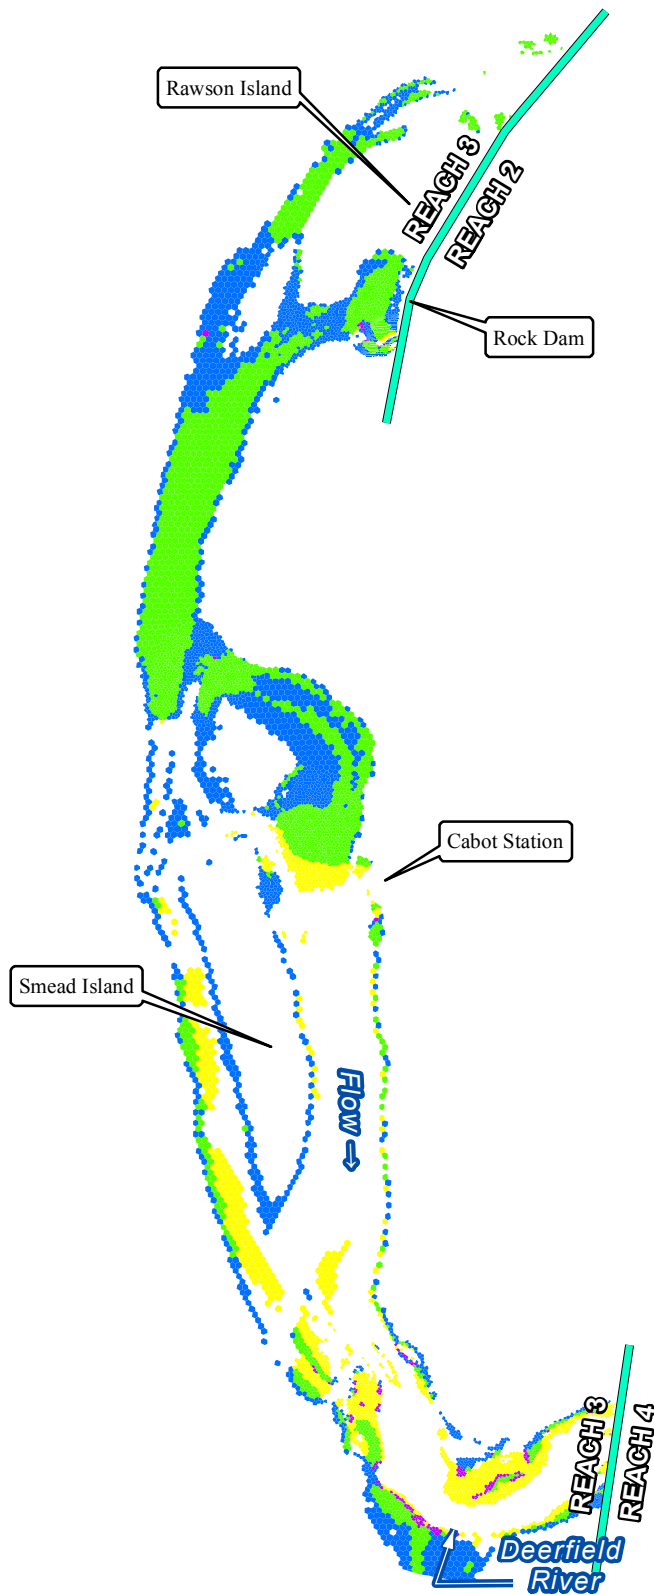 Rawson Island
REACH 3
REACH 2
Rock Dam
Cabot Station
Smead Island
Flow →
REACH 3
REACH 4
Deerfield
River